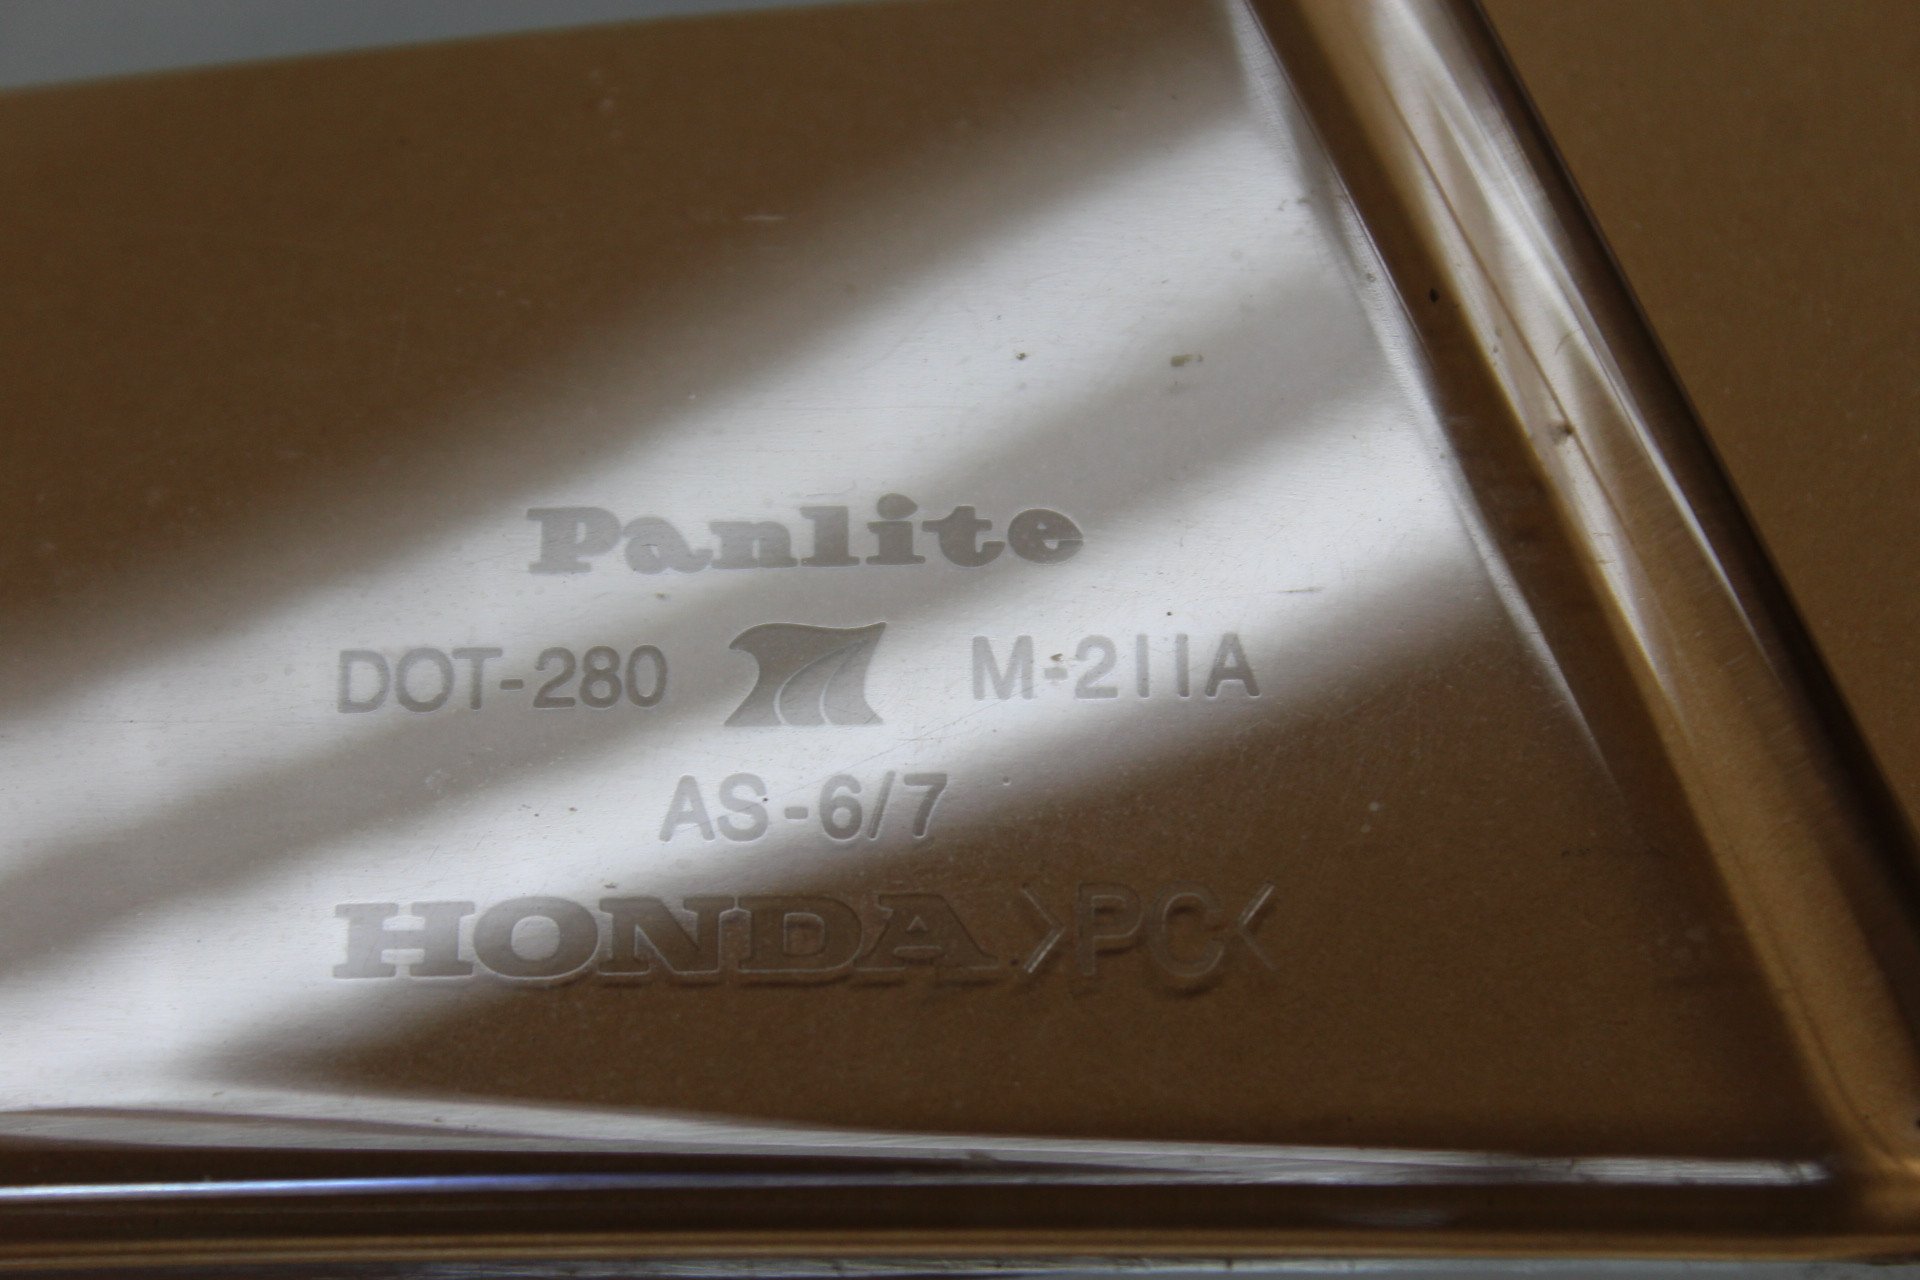 Panlite
DOT-280 M-211A
AS-6/7
HONDA >PC<